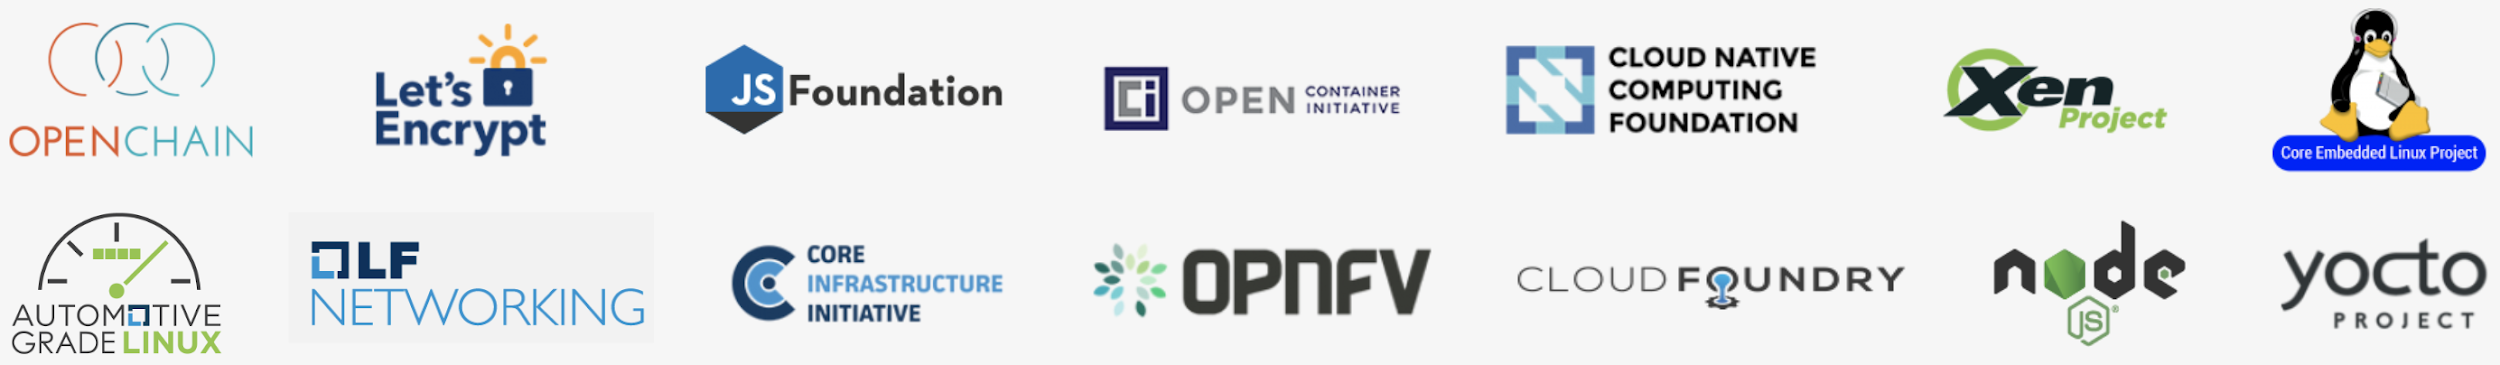 OPENCHAIN
Let's
Encrypt
JS Foundation
Ci OPEN CONTAINER
INITIATIVE
CLOUD NATIVE
COMPUTING
FOUNDATION
Xen
Project
Core Embedded Linux Project
AUTOMOTIVE
GRADE LINUX
LF
NETWORKING
CORE
INFRASTRUCTURE
INITIATIVE
OPNFV
CLOUD FOUNDRY
node
JS®
yocto
PROJECT